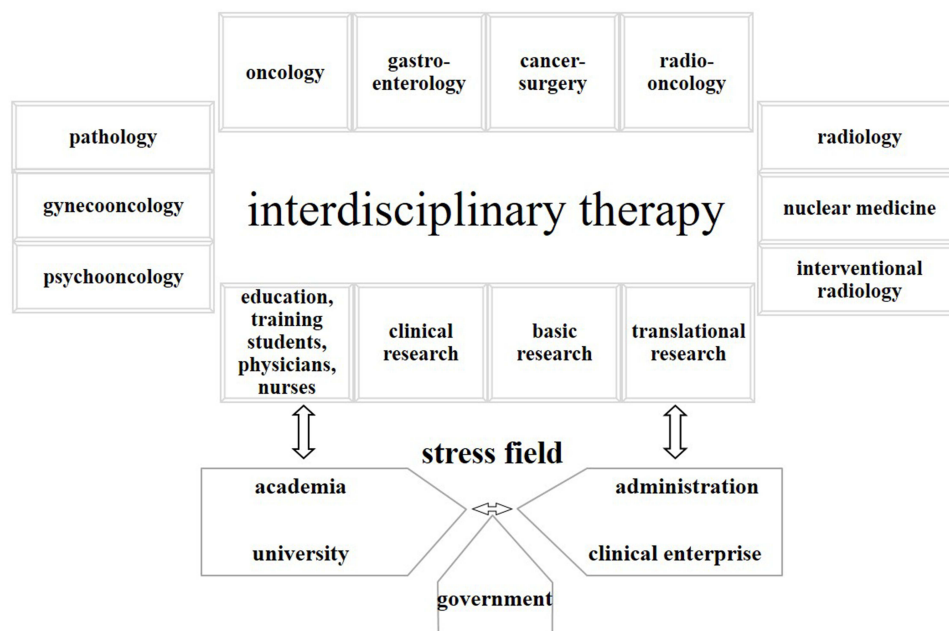 oncology
gastro-
enterology
cancer-
surgery
radio-
oncology
pathology
gynecooncology
psychooncology
interdisciplinary therapy
radiology
nuclear medicine
interventional
radiology
education,
training
students,
physicians,
nurses
clinical
research
basic
research
translational
research
stress field
academia
university
administration
clinical enterprise
government